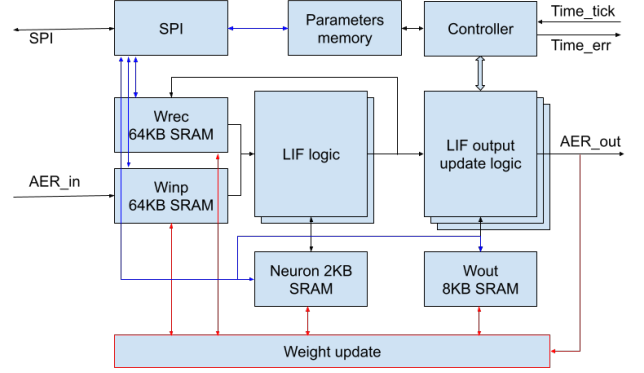 SPI
SPI
Parameters
memory
Controller
Time_tick
Time_err
Wrec
64KB SRAM
LIF logic
LIF output
update logic
AER_out
AER_in
Winp
64KB SRAM
Neuron 2KB
SRAM
Wout
8KB SRAM
Weight update